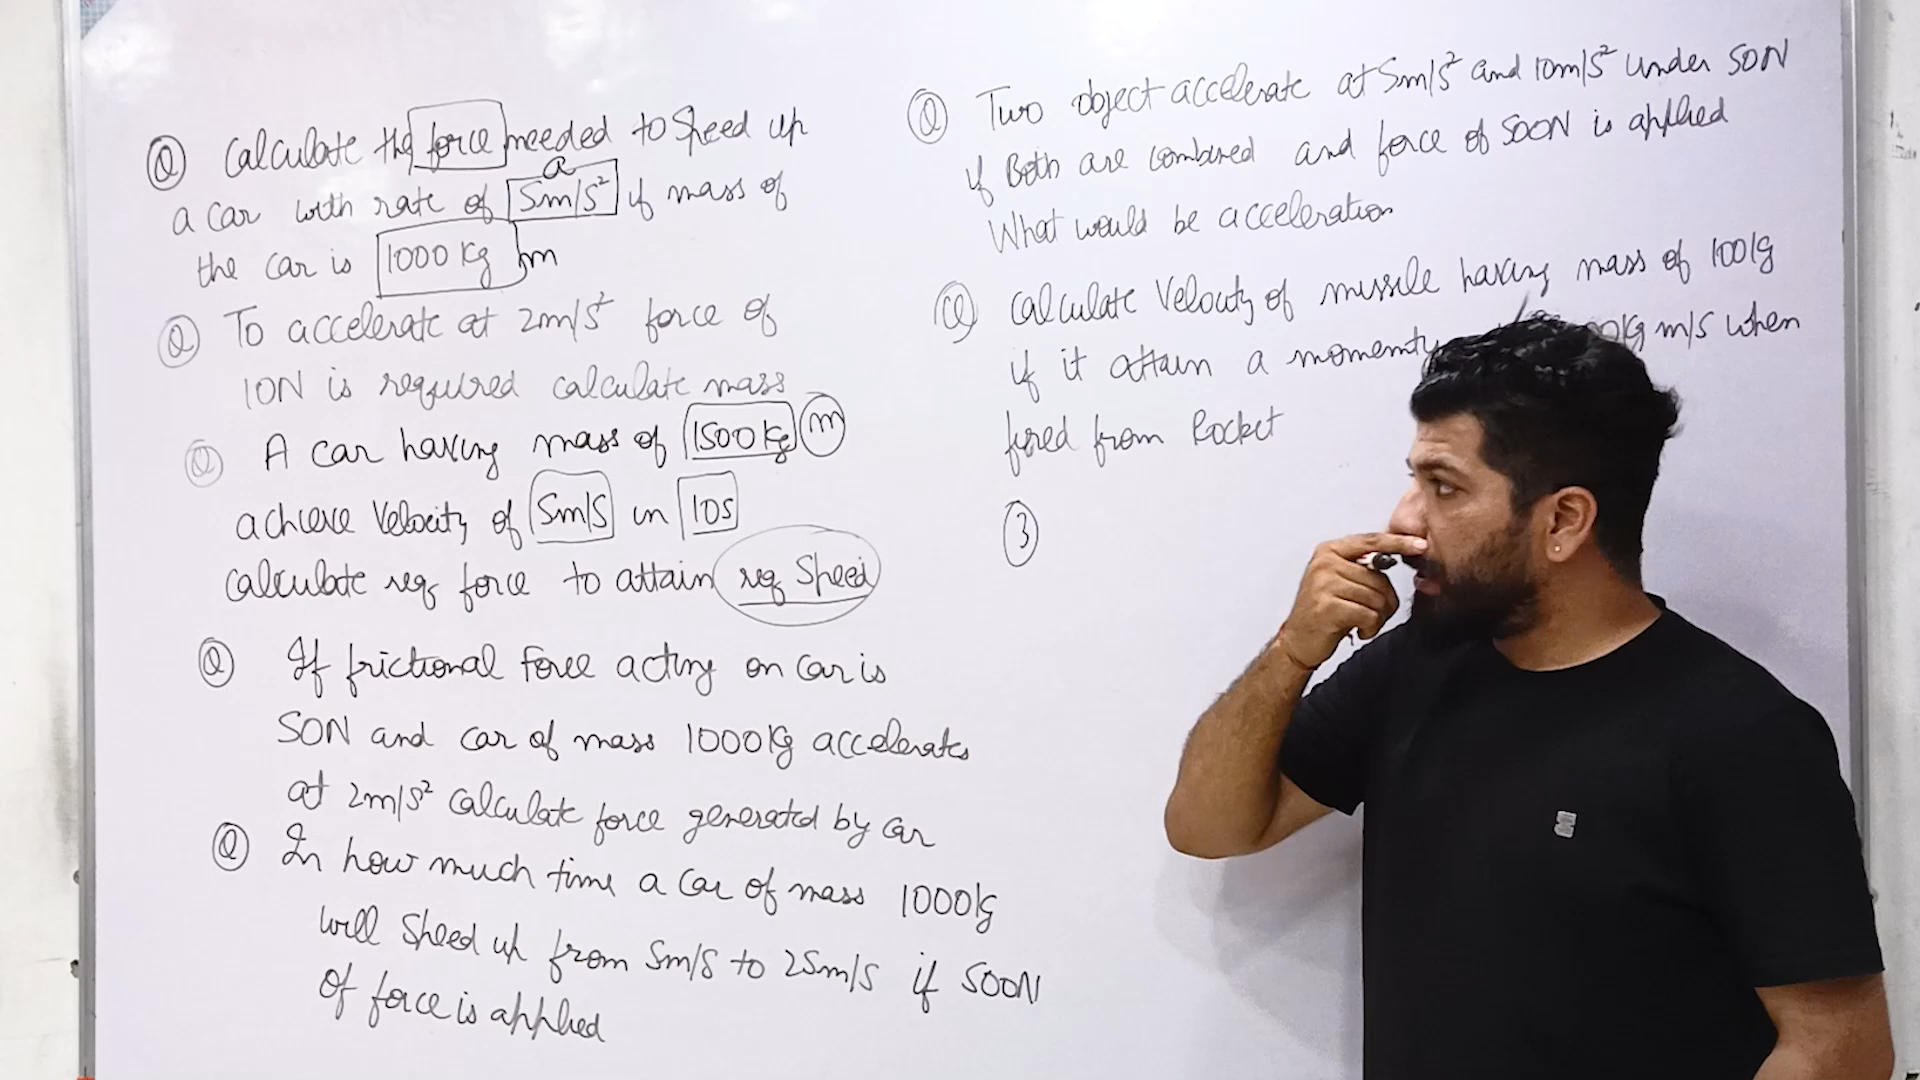 Q Calculate the force needed to speed up
a
a car with rate of 5m/s² if mass of
the car is 1000 kg m
Q To accelerate at 2m/s² force of
10N is required calculate mass
Q A car having mass of 1500 kg m
achieve velocity of 5m/s in 10s
calculate req force to attain req speed
Q If frictional Force acting on car is
50N and car of mass 1000kg accelerates
at 2m/s² calculate force generated by car
Q In how much time a car of mass 1000kg
will speed up from 5m/s to 25m/s if 500N
of force is applied
Q Two object accelerate at 5m/s² and 10m/s² under 50N
if Both are combined and force of 500N is applied
What would be acceleration
Q Calculate Velocity of missile having mass of 100kg
if it attain a kg m/s when
fired from Rocket
3